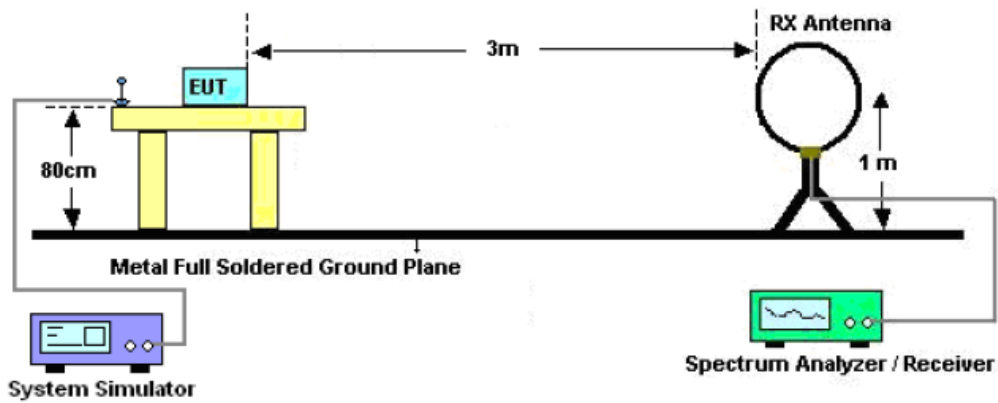 RX Antenna
3m
EUT
80cm
1 m
Metal Full Soldered Ground Plane
System Simulator
Spectrum Analyzer / Receiver